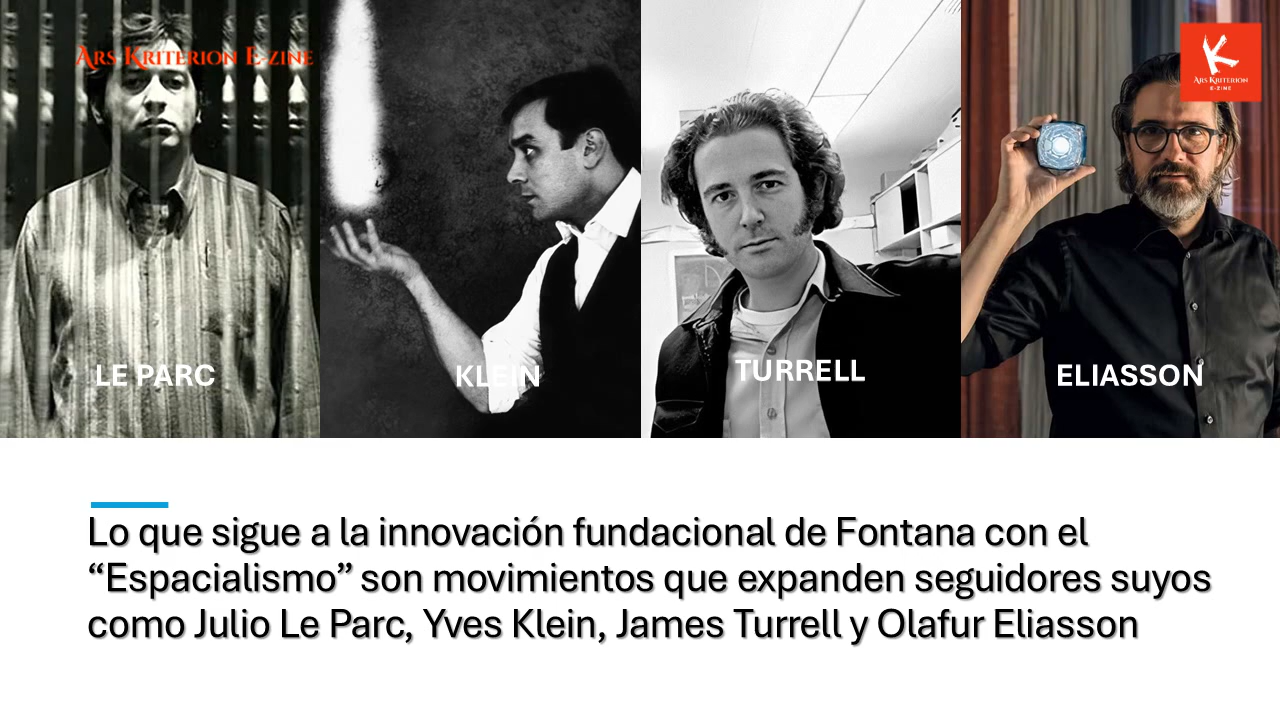 Ars Kriterion E-zine
K
Ars Kriterion
E-zine
LE PARC
KLEIN
TURRELL
ELIASSON
Lo que sigue a la innovación fundacional de Fontana con el
“Espacialismo” son movimientos que expanden seguidores suyos
como Julio Le Parc, Yves Klein, James Turrell y Olafur Eliasson